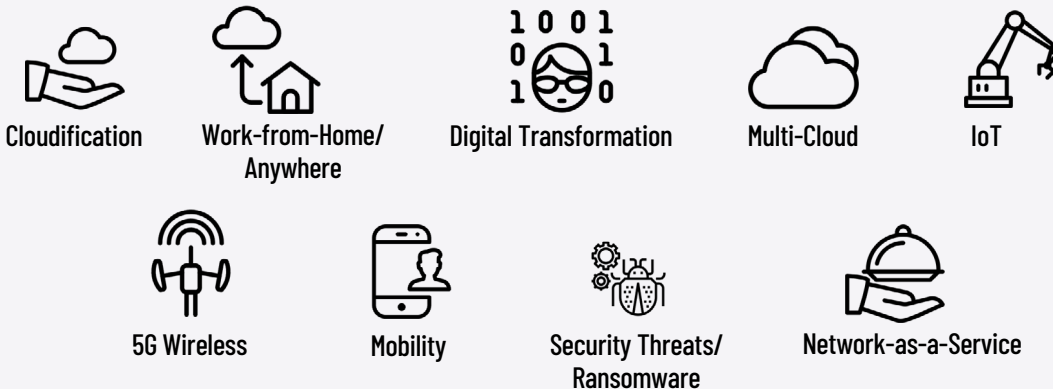 1 0 0 1
0 1
1 0
Cloudification
Work-from-Home/
Anywhere
Digital Transformation
Multi-Cloud
IoT
5G Wireless
Mobility
Security Threats/
Ransomware
Network-as-a-Service